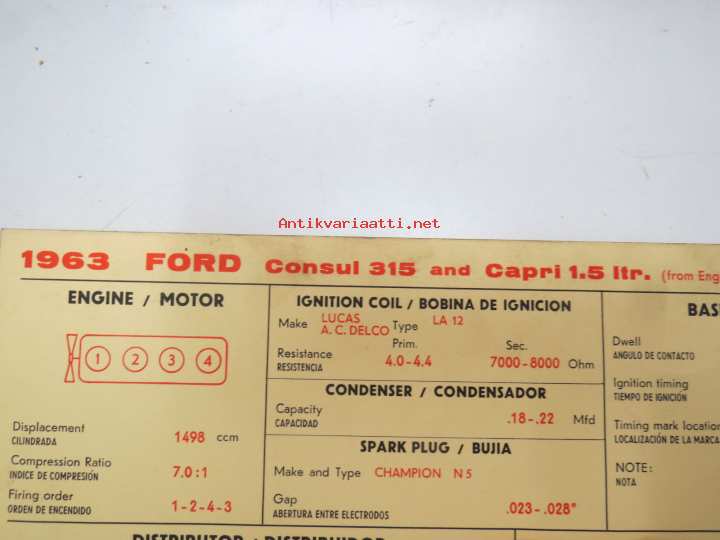 Antikvariaatti.net
1963 FORD Consul 315 and Capri 1.5 ltr. (from Eng
ENGINE / MOTOR
1 2 3 4
Displacement 1498 ccm
CILINDRADA
Compression Ratio 7.0:1
INDICE DE COMPRESIÓN
Firing order 1-2-4-3
ORDEN DE ENCENDIDO
IGNITION COIL / BOBINA DE IGNICION
Make LUCAS Type LA 12
A.C. DELCO
Prim. Sec.
Resistance 4.0-4.4 7000-8000 Ohm
RESISTENCIA
CONDENSER / CONDENSADOR
Capacity .18-.22 Mfd
CAPACIDAD
SPARK PLUG / BUJIA
Make and Type CHAMPION N 5
Gap .023-.028"
ABERTURA ENTRE ELECTRODOS
BAS
Dwell
ANGULO DE CONTACTO
Ignition timing
TIEMPO DE IGNICIÓN
Timing mark location
LOCALIZACIÓN DE LA MARCA
NOTE:
NOTA
DISTRIBUTOR / DISTRIBUIDOR